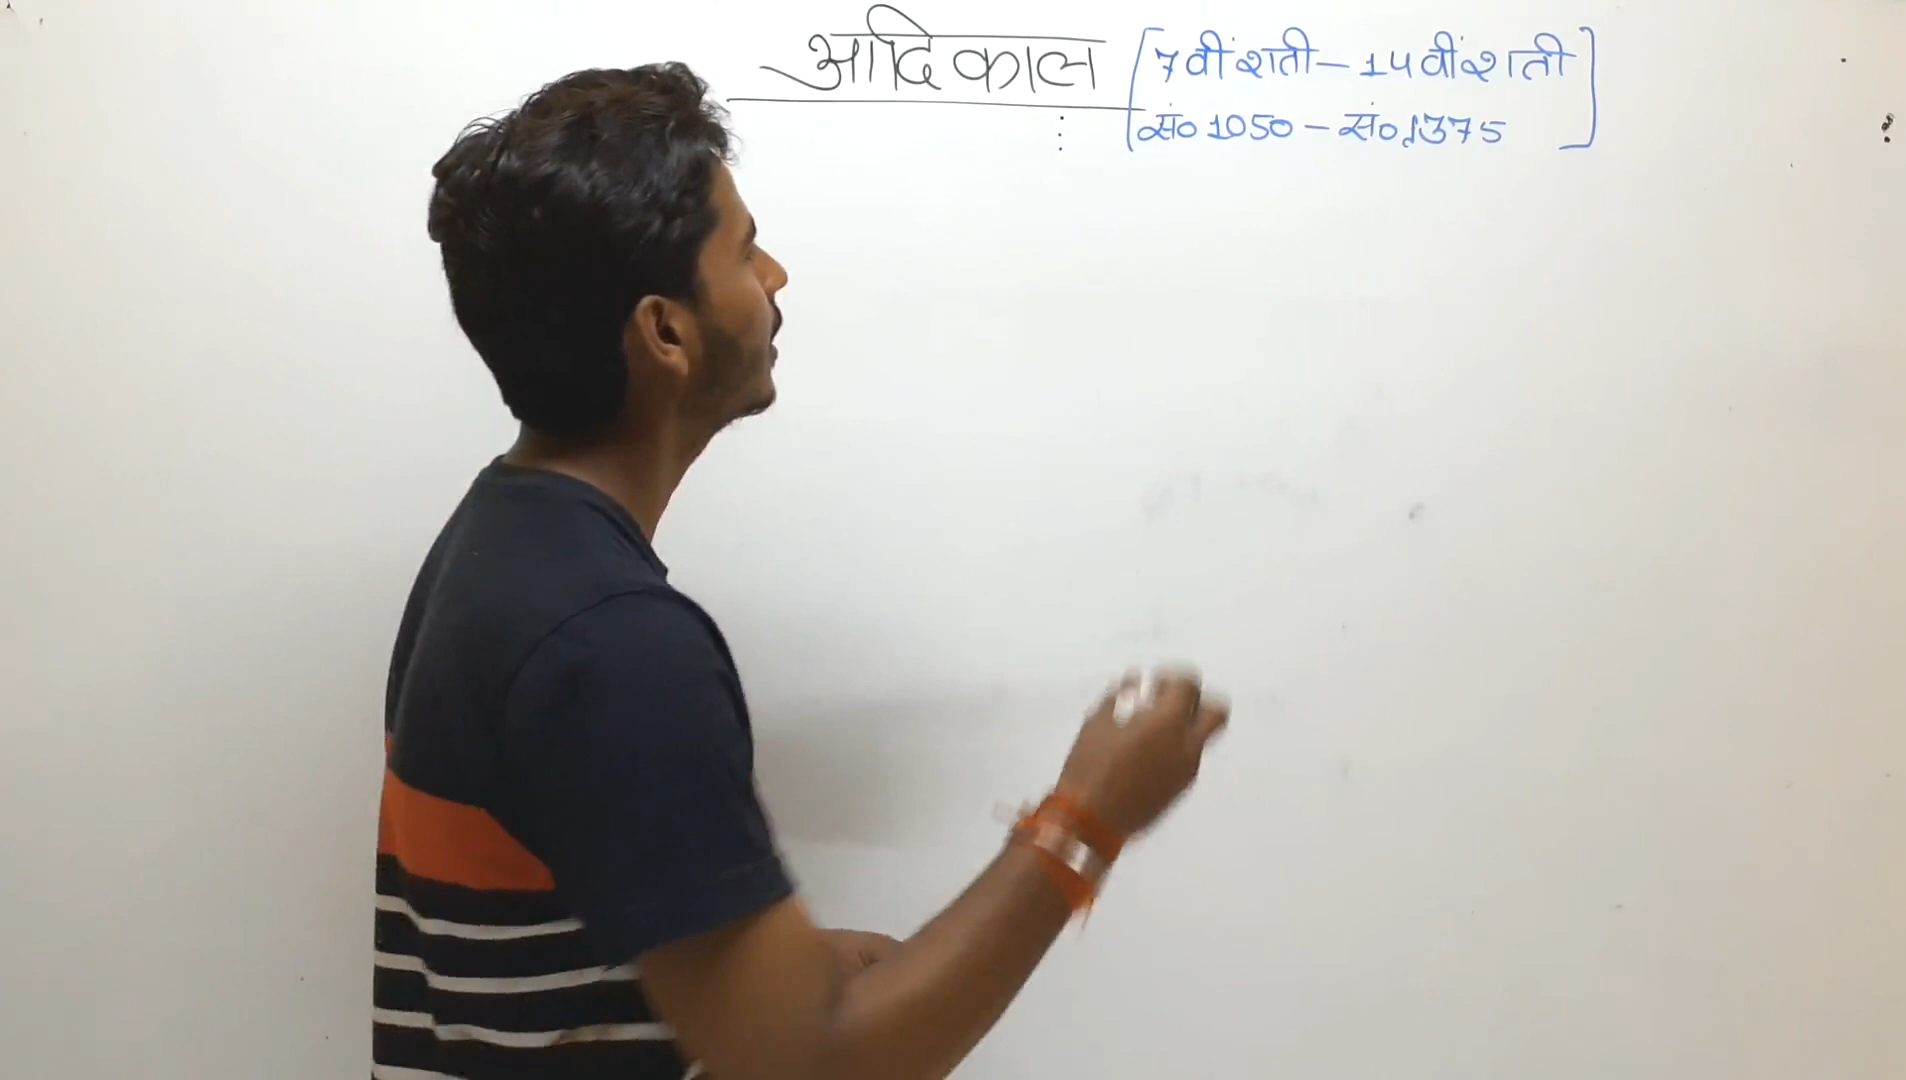 आदिकाल
7वीं शती – 14वीं शती
सं० 1050 – सं० 1375